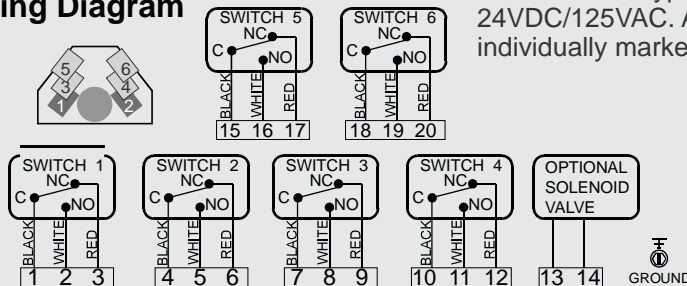 ing Diagram
24VDC/125VAC. A
individually marke
5 6
3 4
1 2
SWITCH 5
NC
C
NO
BLACK
WHITE
RED
15 16 17
SWITCH 6
NC
C
NO
BLACK
WHITE
RED
18 19 20
SWITCH 1
NC
C
NO
BLACK
WHITE
RED
1 2 3
SWITCH 2
NC
C
NO
BLACK
WHITE
RED
4 5 6
SWITCH 3
NC
C
NO
BLACK
WHITE
RED
7 8 9
SWITCH 4
NC
C
NO
BLACK
WHITE
RED
10 11 12
OPTIONAL
SOLENOID
VALVE
13 14
GROUND